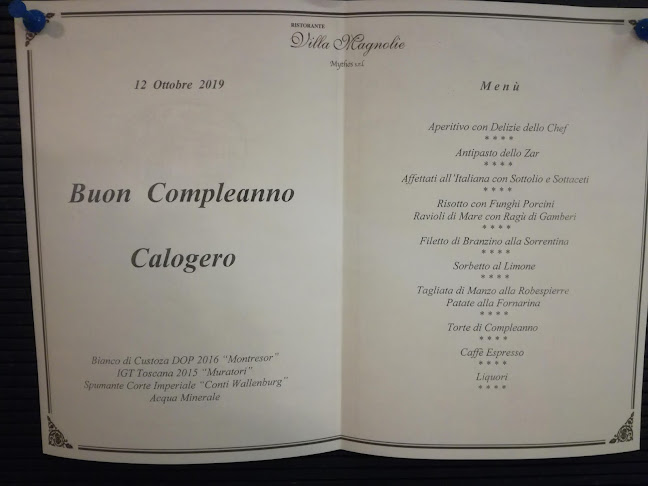 RISTORANTE
Villa Magnolie
Mythos s.r.l.
12 Ottobre 2019
Buon Compleanno
Calogero
Bianco di Custoza DOP 2016 "Montresor"
IGT Toscana 2015 "Muratori"
Spumante Corte Imperiale "Conti Wallenburg"
Acqua Minerale
Menù
Aperitivo con Delizie dello Chef
* * * *
Antipasto dello Zar
* * * *
Affettati all'Italiana con Sottolio e Sottaceti
* * * *
Risotto con Funghi Porcini
Ravioli di Mare con Ragù di Gamberi
* * * *
Filetto di Branzino alla Sorrentina
* * * *
Sorbetto al Limone
* * * *
Tagliata di Manzo alla Robespierre
Patate alla Fornarina
* * * *
Torte di Compleanno
* * * *
Caffè Espresso
* * * *
Liquori
* * * *